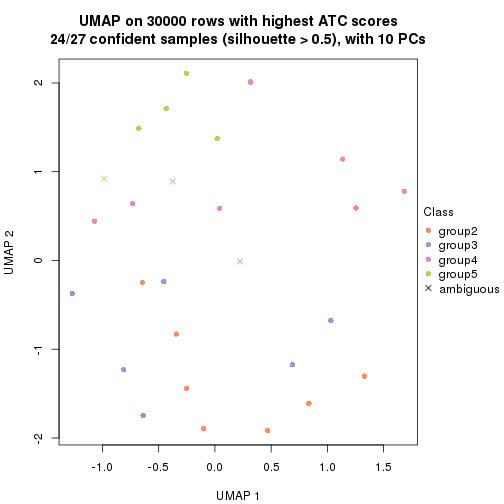 UMAP on 30000 rows with highest ATC scores
24/27 confident samples (silhouette > 0.5), with 10 PCs
2
1
0
-1
-2
UMAP 2
-1.0 -0.5 0.0 0.5 1.0 1.5
UMAP 1
Class
group2
group3
group4
group5
ambiguous